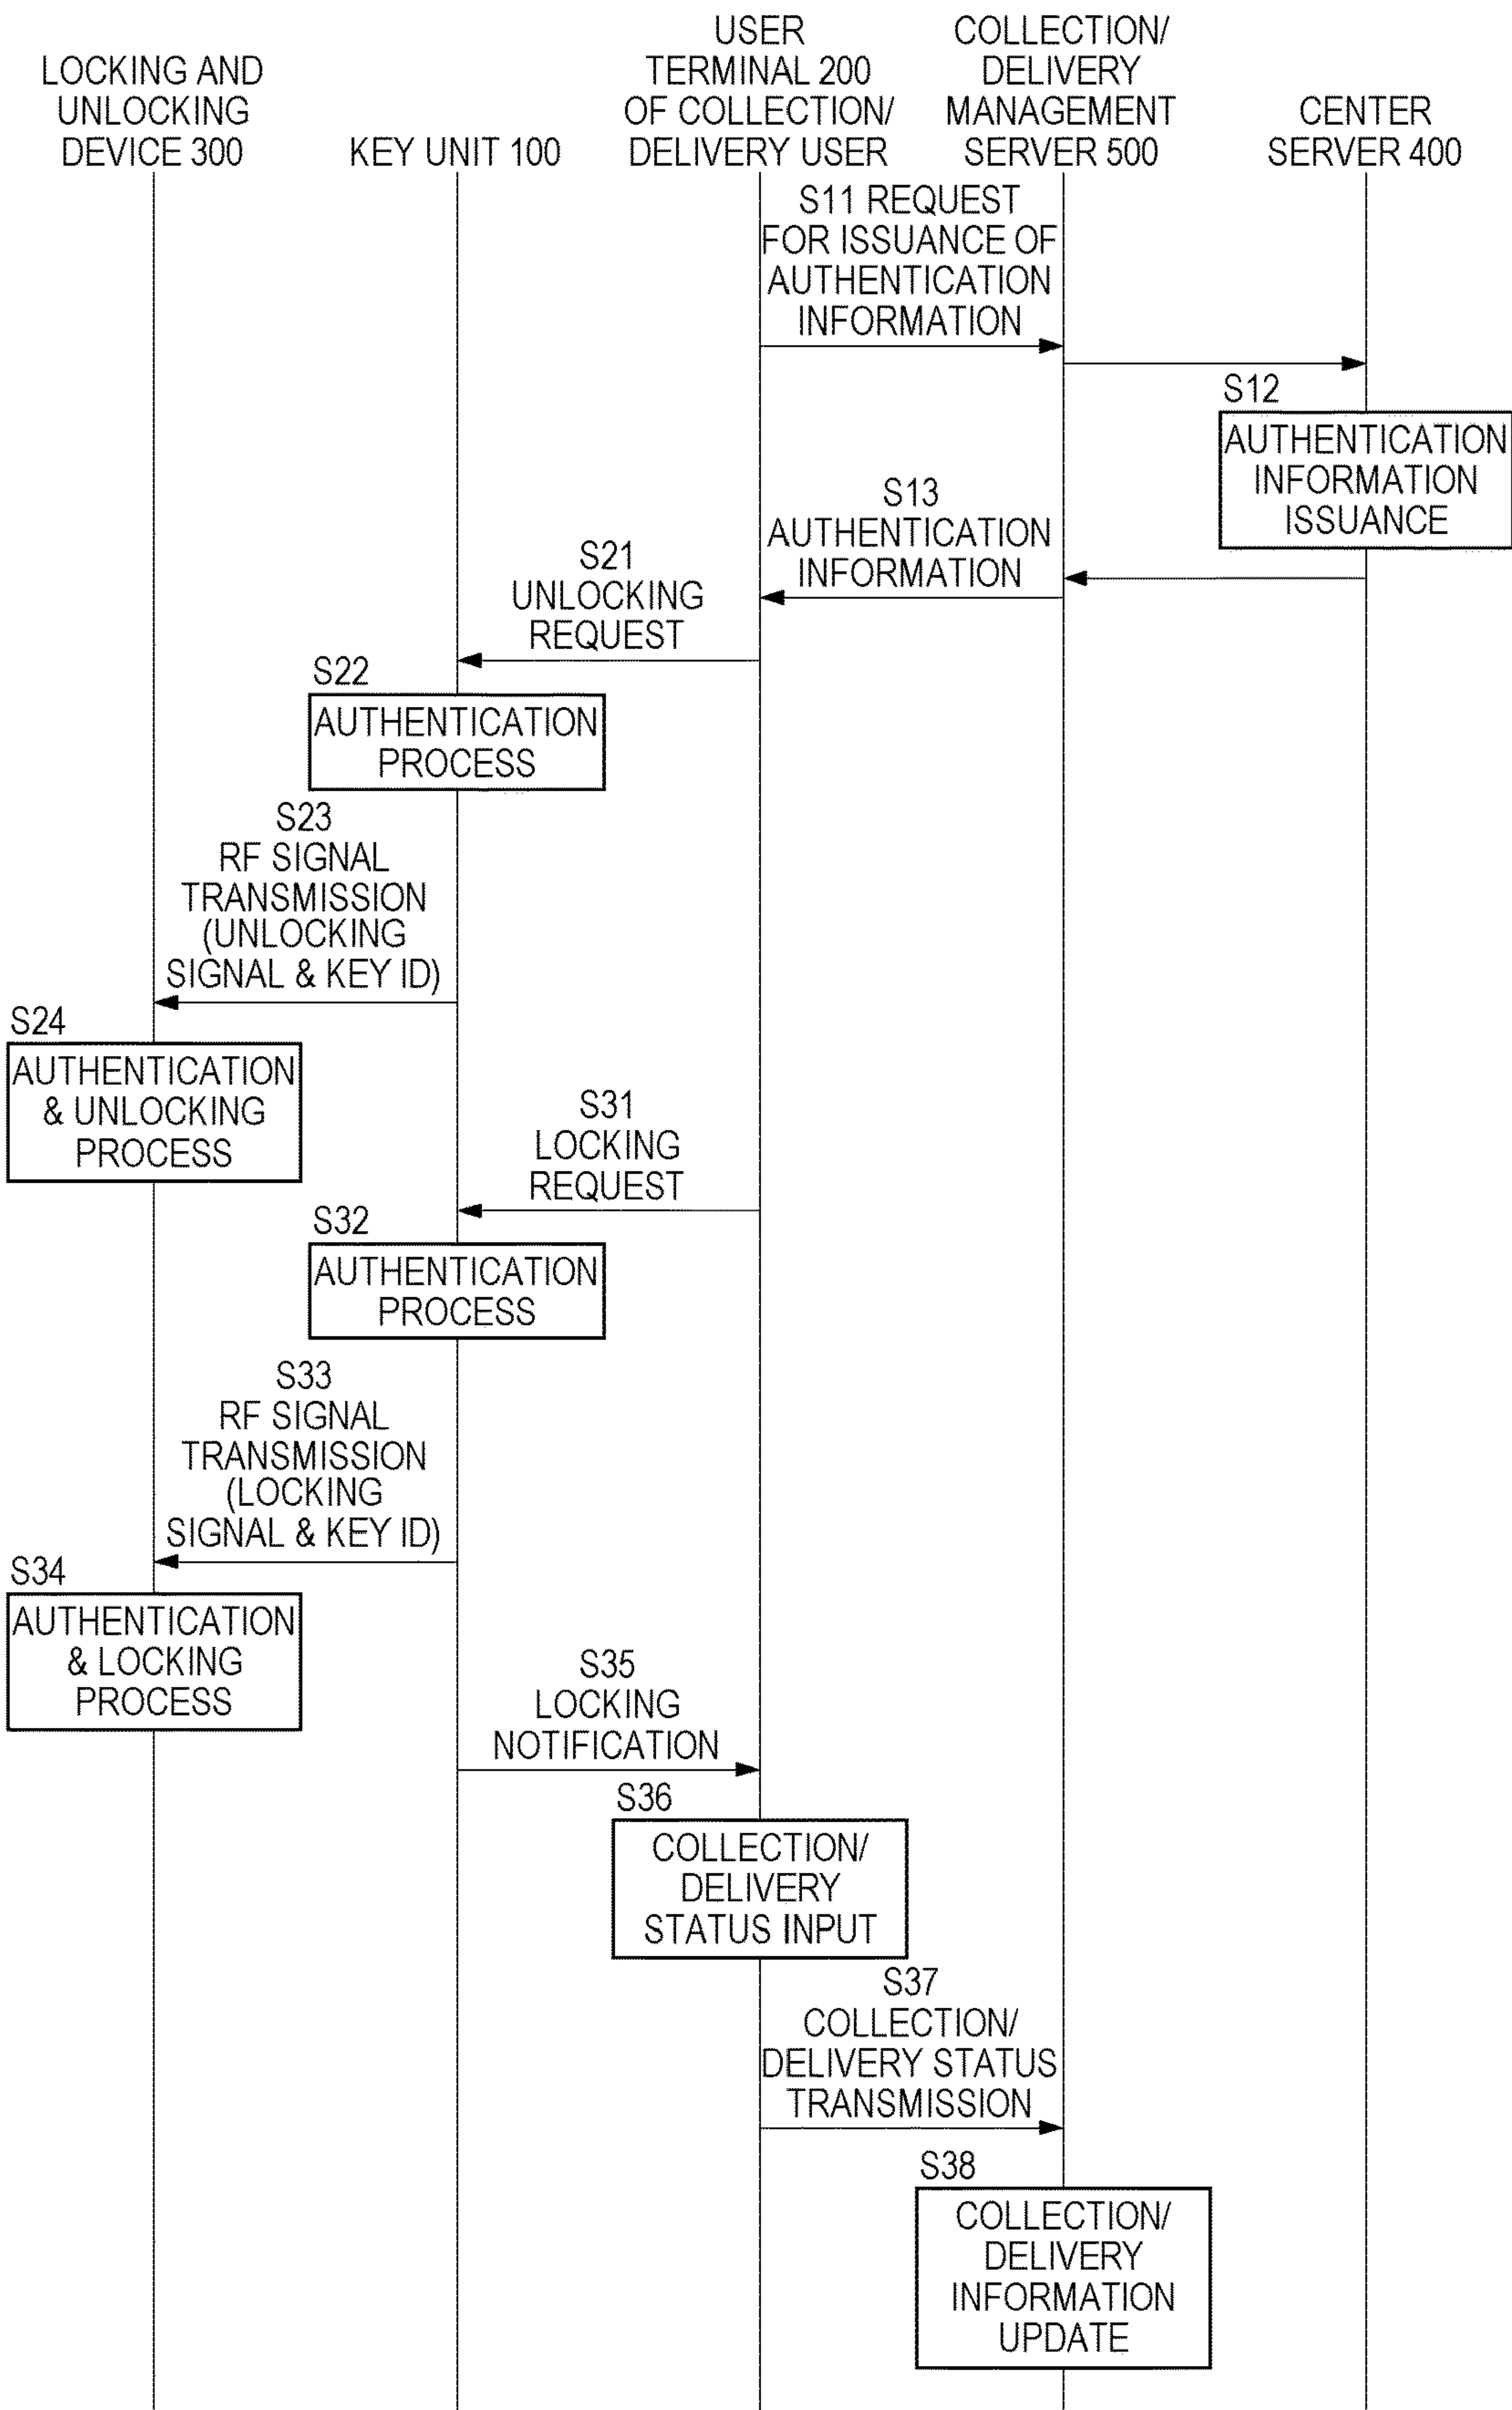 LOCKING AND
UNLOCKING
DEVICE 300
KEY UNIT 100
USER
TERMINAL 200
OF COLLECTION/
DELIVERY USER
COLLECTION/
DELIVERY
MANAGEMENT
SERVER 500
CENTER
SERVER 400
S11 REQUEST
FOR ISSUANCE OF
AUTHENTICATION
INFORMATION
S12
AUTHENTICATION
INFORMATION
ISSUANCE
S13
AUTHENTICATION
INFORMATION
S21
UNLOCKING
REQUEST
S22
AUTHENTICATION
PROCESS
S23
RF SIGNAL
TRANSMISSION
(UNLOCKING
SIGNAL & KEY ID)
S24
AUTHENTICATION
& UNLOCKING
PROCESS
S31
LOCKING
REQUEST
S32
AUTHENTICATION
PROCESS
S33
RF SIGNAL
TRANSMISSION
(LOCKING
SIGNAL & KEY ID)
S34
AUTHENTICATION
& LOCKING
PROCESS
S35
LOCKING
NOTIFICATION
S36
COLLECTION/
DELIVERY
STATUS INPUT
S37
COLLECTION/
DELIVERY STATUS
TRANSMISSION
S38
COLLECTION/
DELIVERY
INFORMATION
UPDATE